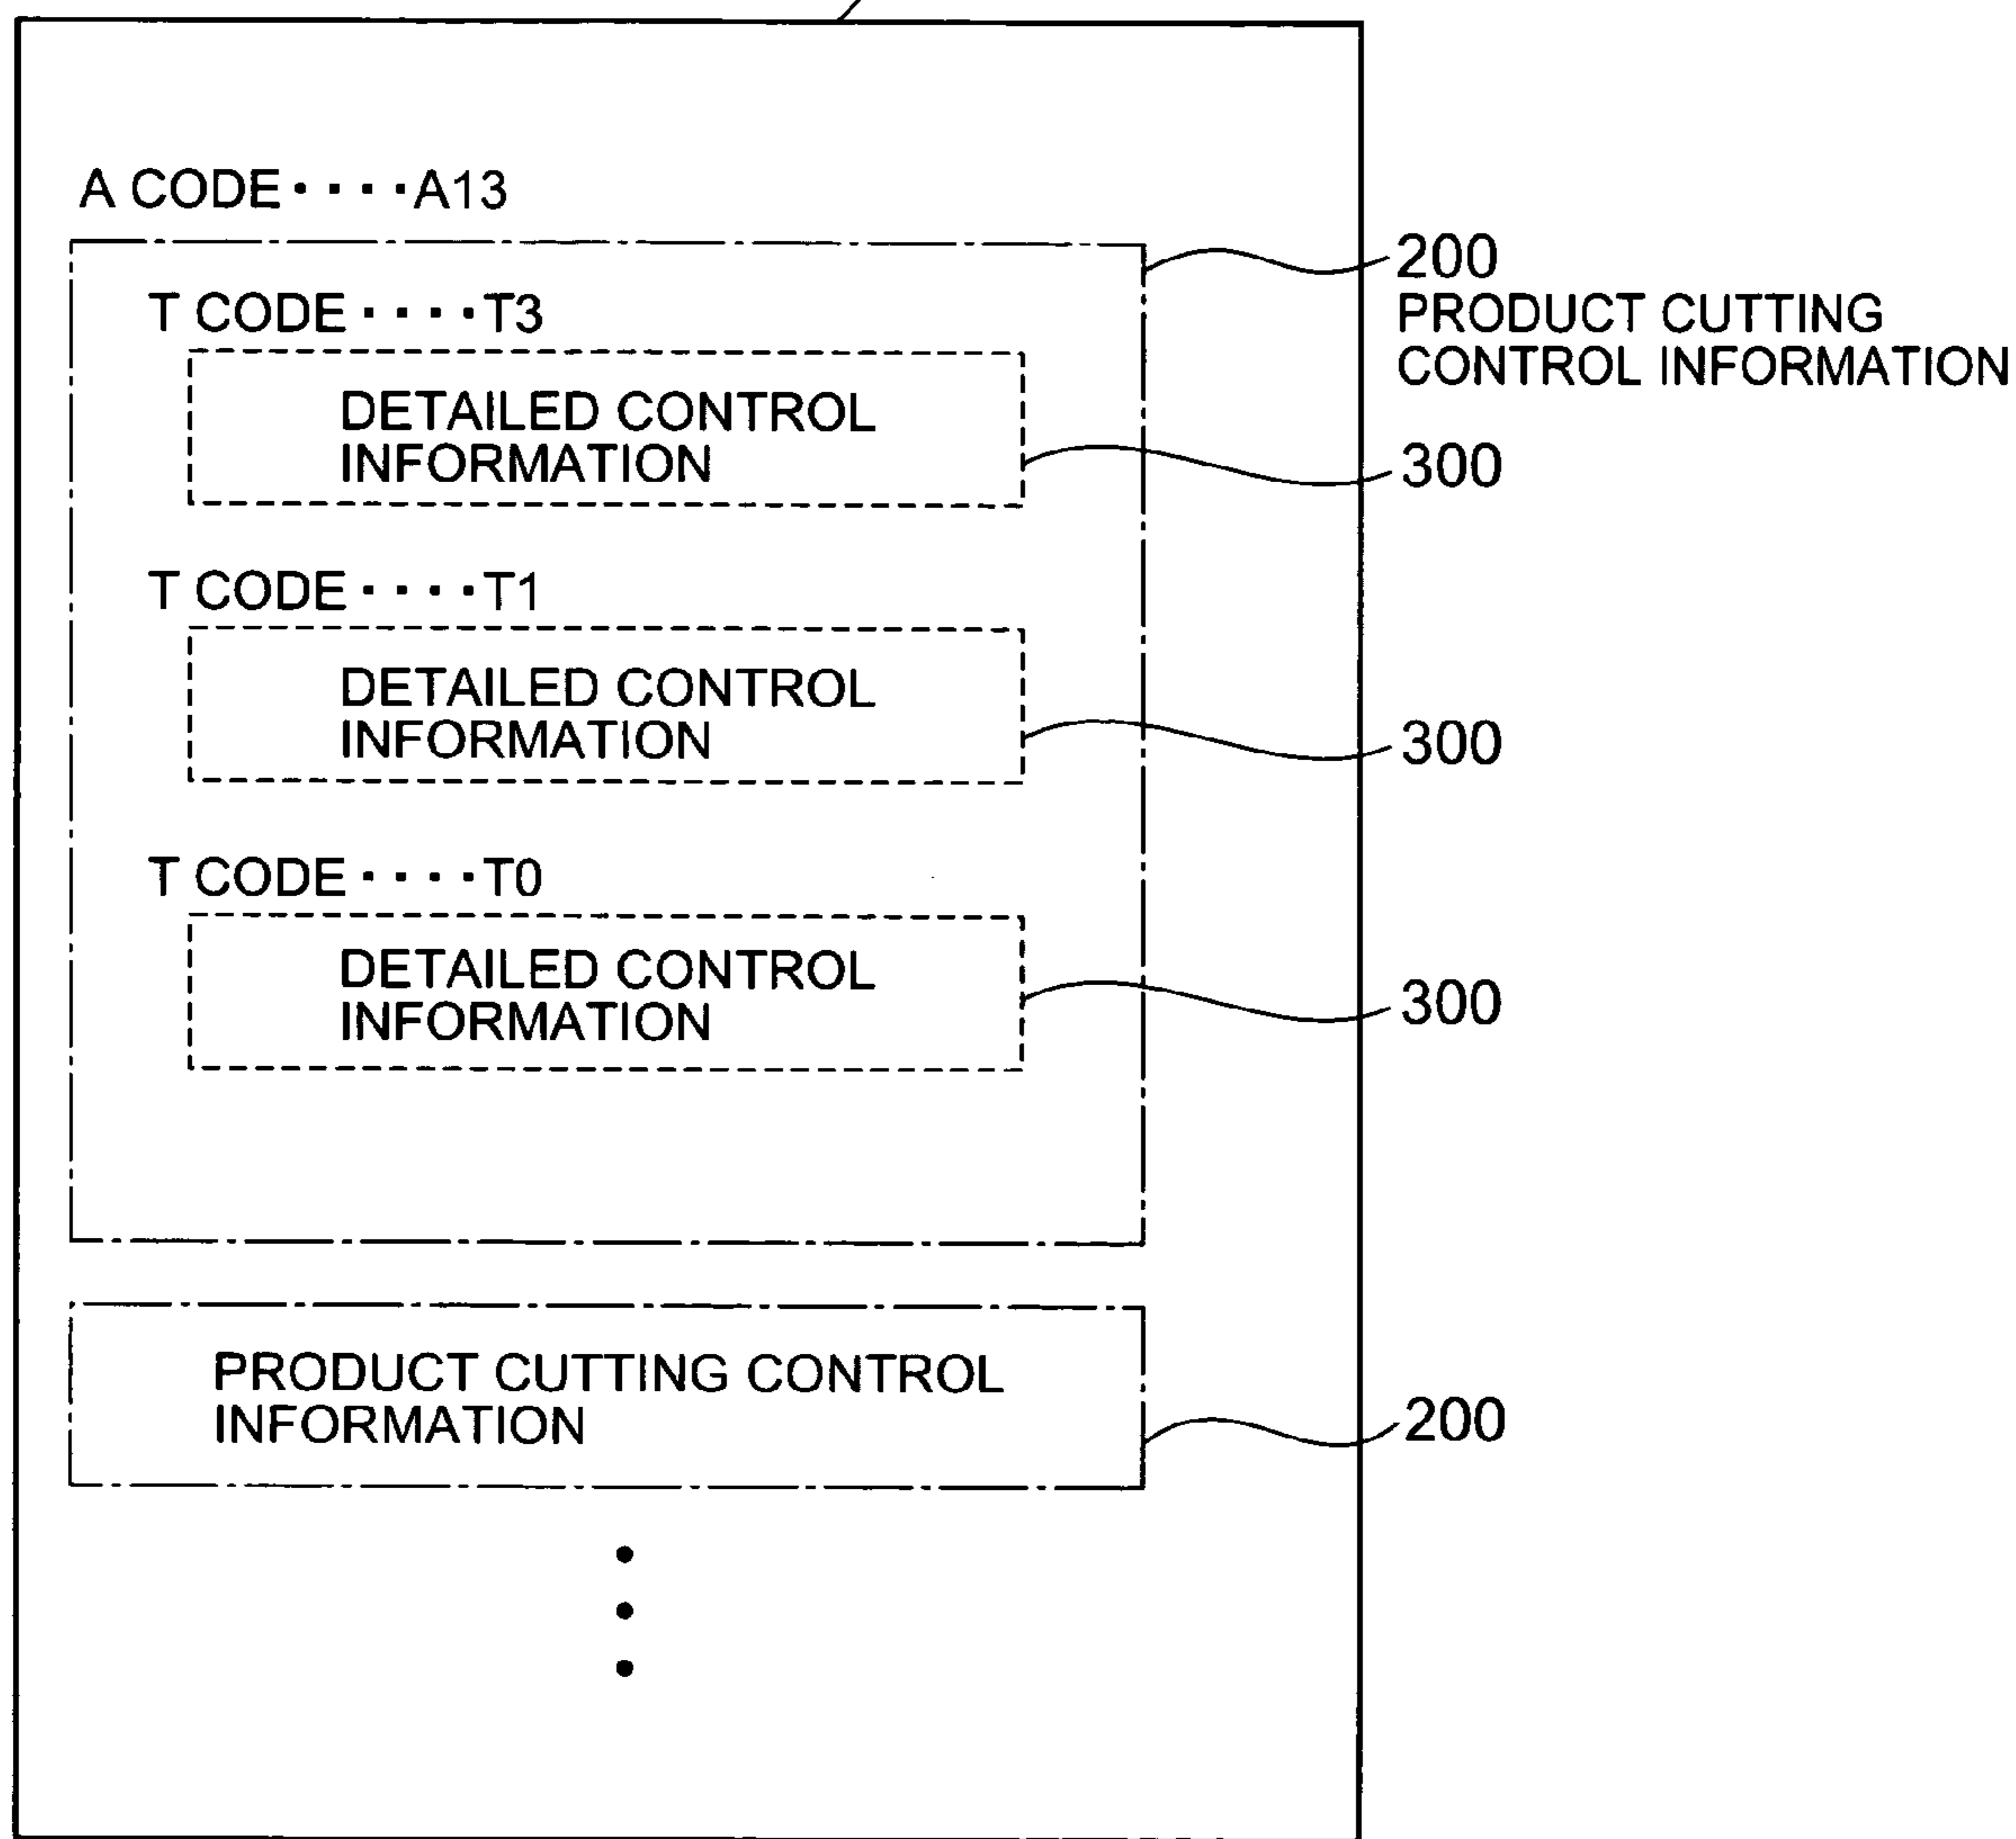 A CODE・・・・A13
200
PRODUCT CUTTING
CONTROL INFORMATION
T CODE・・・・T3
DETAILED CONTROL
INFORMATION
300
T CODE・・・・T1
DETAILED CONTROL
INFORMATION
300
T CODE・・・・T0
DETAILED CONTROL
INFORMATION
300
PRODUCT CUTTING CONTROL
INFORMATION
200